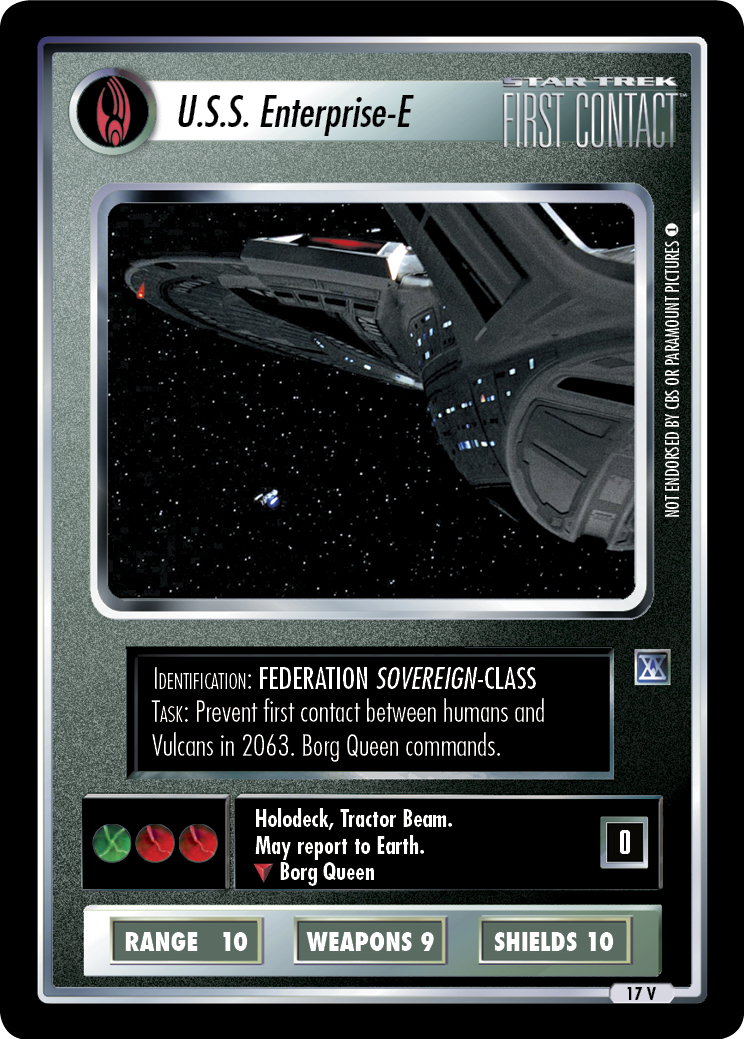 U.S.S. Enterprise-E
STAR TREK
FIRST CONTACT™
NOT ENDORSED BY CBS OR PARAMOUNT PICTURES 1
IDENTIFICATION: FEDERATION SOVEREIGN-CLASS
TASK: Prevent first contact between humans and
Vulcans in 2063. Borg Queen commands.
Holodeck, Tractor Beam.
May report to Earth.
Borg Queen
0
RANGE 10
WEAPONS 9
SHIELDS 10
17 V